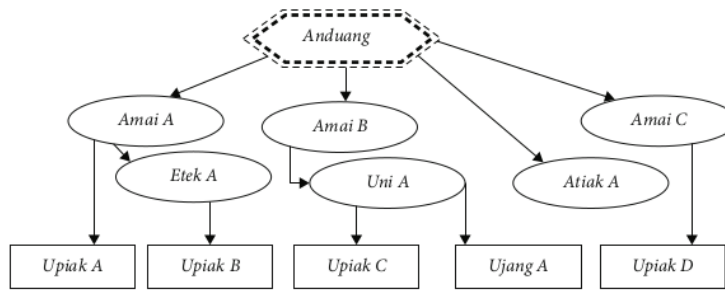 Anduang
Amai A
Amai B
Amai C
Etek A
Uni A
Atiak A
Upiak A
Upiak B
Upiak C
Ujang A
Upiak D